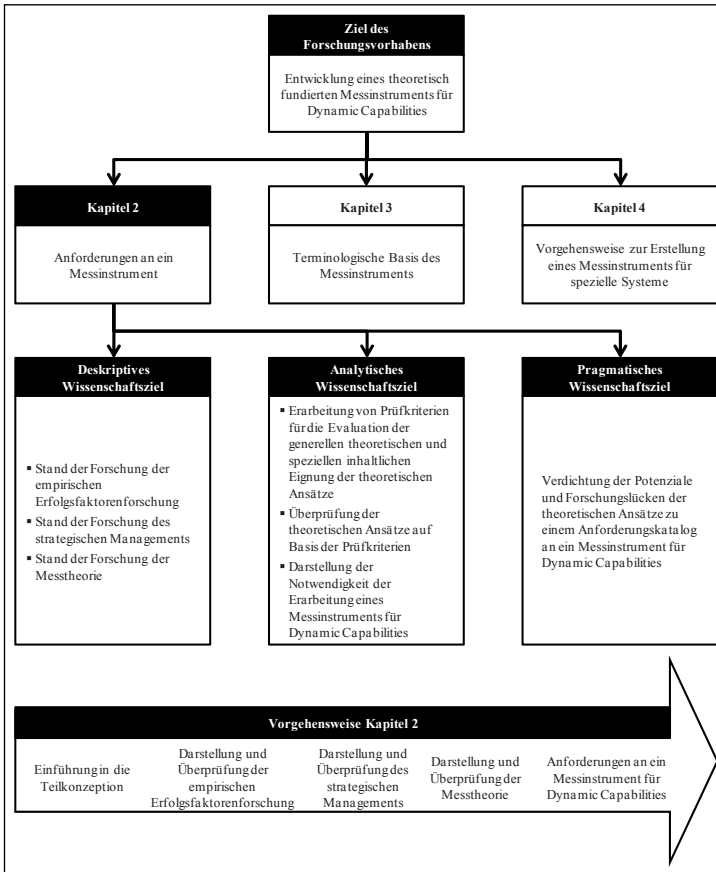 Ziel des
Forschungsvorhabens
Entwicklung eines theoretisch
fundierten Messinstruments für
Dynamic Capabilities
Kapitel 2
Anforderungen an ein
Messinstrument
Kapitel 3
Terminologische Basis des
Messinstruments
Kapitel 4
Vorgehensweise zur Erstellung
eines Messinstruments für
spezielle Systeme
Deskriptives
Wissenschaftsziel
▪ Stand der Forschung der
empirischen
Erfolgsfaktorenforschung
▪ Stand der Forschung des
strategischen Managements
▪ Stand der Forschung der
Messtheorie
Analytisches
Wissenschaftsziel
▪ Erarbeitung von Prüfkriterien
für die Evaluation der
generellen theoretischen und
speziellen inhaltlichen
Eignung der theoretischen
Ansätze
▪ Überprüfung der
theoretischen Ansätze auf
Basis der Prüfkriterien
▪ Darstellung der
Notwendigkeit der
Erarbeitung eines
Messinstruments für
Dynamic Capabilities
Pragmatisches
Wissenschaftsziel
Verdichtung der Potenziale
und Forschungslücken der
theoretischen Ansätze zu
einem Anforderungskatalog
an ein Messinstrument für
Dynamic Capabilities
Vorgehensweise Kapitel 2
Einführung in die
Teilkonzeption
Darstellung und
Überprüfung der
empirischen
Erfolgsfaktorenforschung
Darstellung und
Überprüfung des
strategischen
Managements
Darstellung und
Überprüfung der
Messtheorie
Anforderungen an ein
Messinstrument für
Dynamic Capabilities